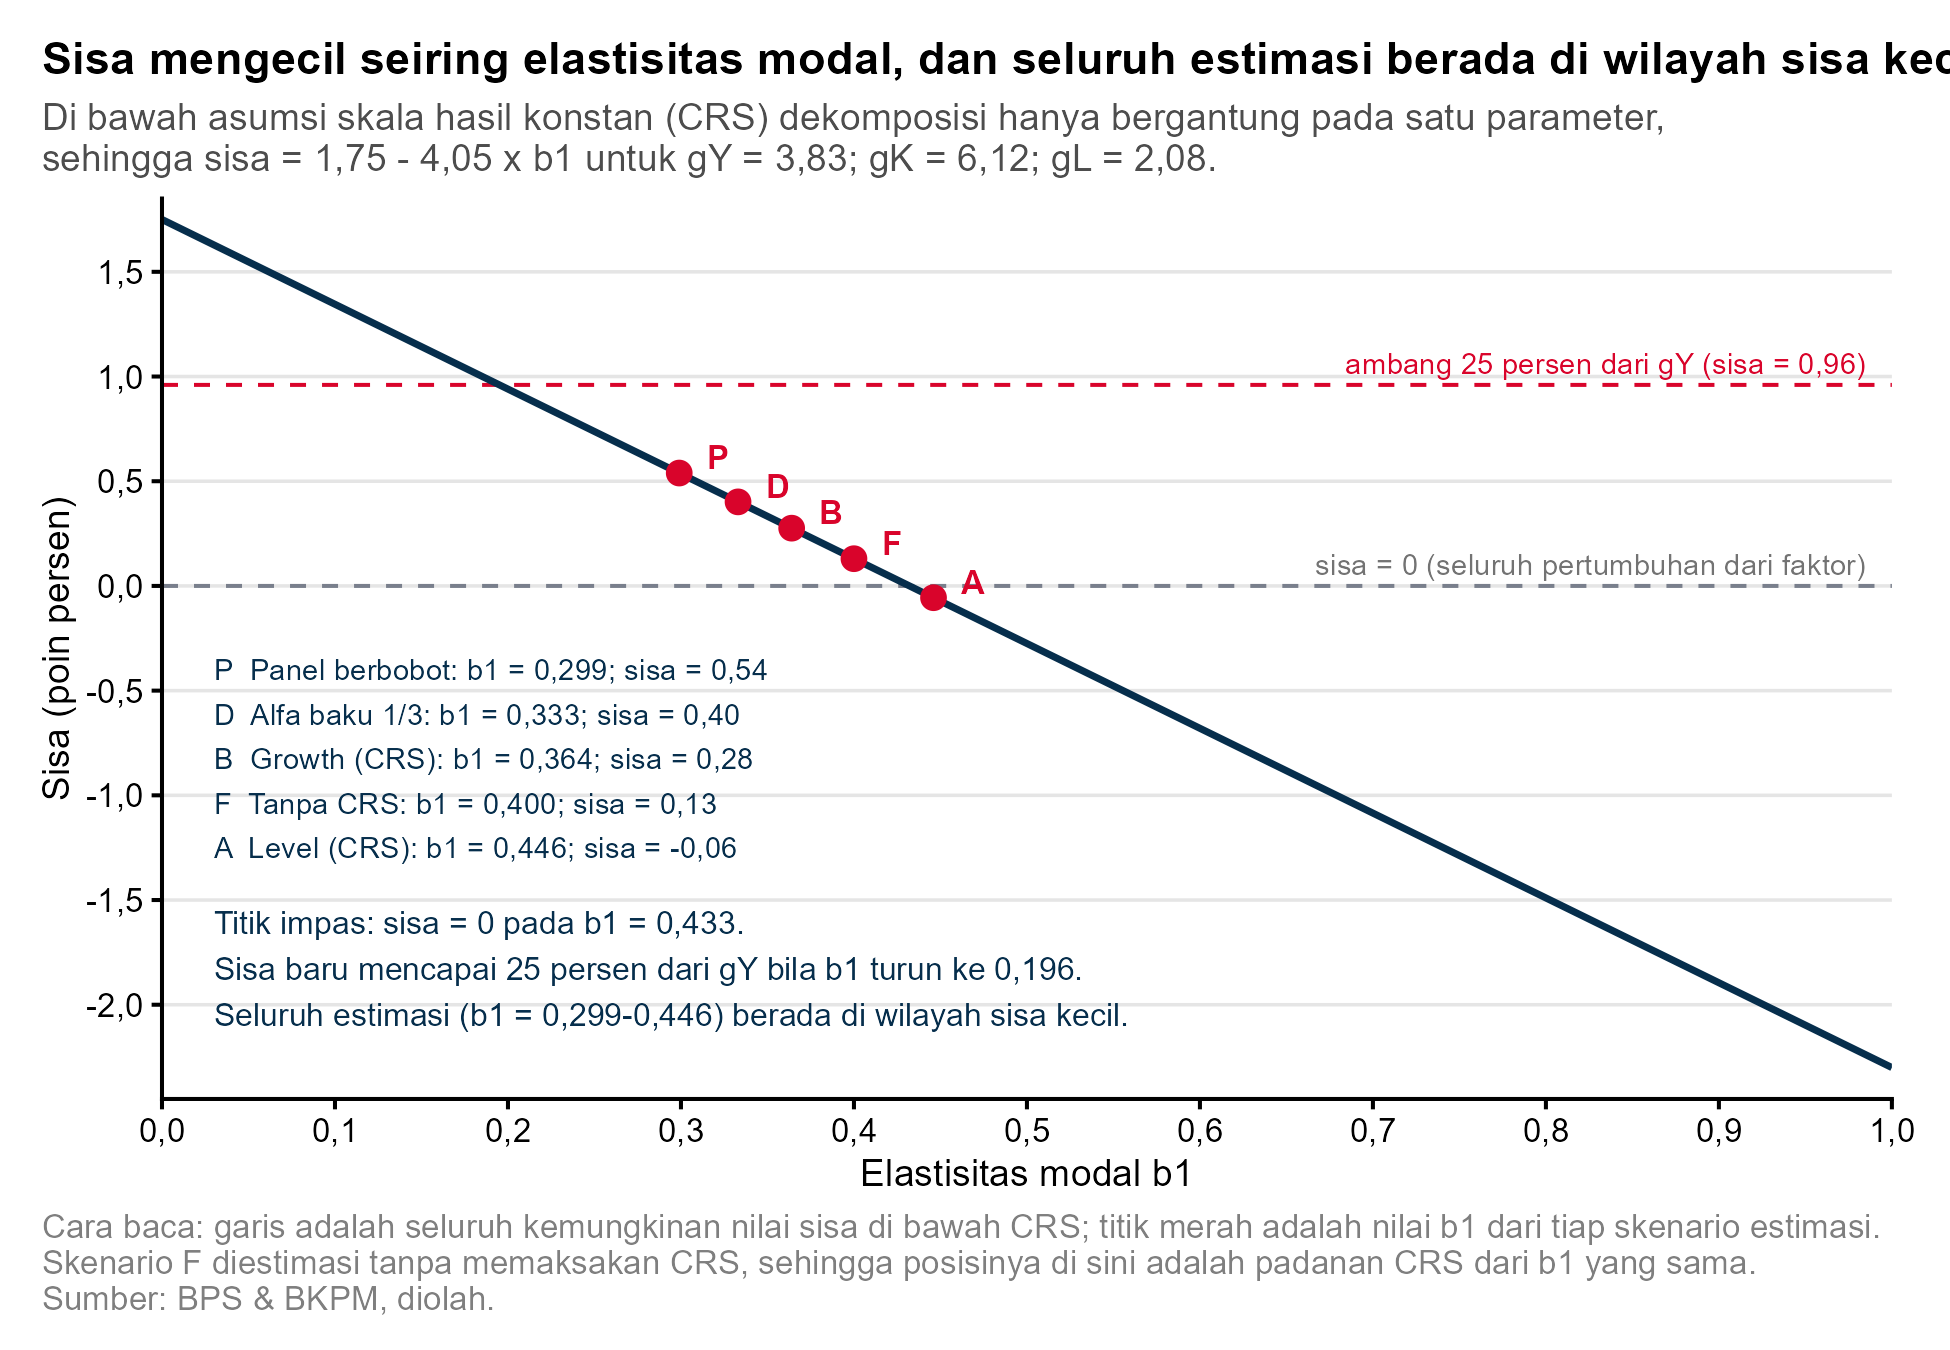 Sisa mengecil seiring elastisitas modal, dan seluruh estimasi berada di wilayah sisa
Di bawah asumsi skala hasil konstan (CRS) dekomposisi hanya bergantung pada satu parameter,
sehingga sisa = 1,75 - 4,05 x b1 untuk gY = 3,83; gK = 6,12; gL = 2,08.
1,5
1,0
0,5
0,0
-0,5
-1,0
-1,5
-2,0
Sisa (poin persen)
ambang 25 persen dari gY (sisa = 0,96)
sisa = 0 (seluruh pertumbuhan dari faktor)
P
D
B
F
A
P Panel berbobot: b1 = 0,299; sisa = 0,54
D Alfa baku 1/3: b1 = 0,333; sisa = 0,40
B Growth (CRS): b1 = 0,364; sisa = 0,28
F Tanpa CRS: b1 = 0,400; sisa = 0,13
A Level (CRS): b1 = 0,446; sisa = -0,06
Titik impas: sisa = 0 pada b1 = 0,433.
Sisa baru mencapai 25 persen dari gY bila b1 turun ke 0,196.
Seluruh estimasi (b1 = 0,299-0,446) berada di wilayah sisa kecil.
0,0
0,1
0,2
0,3
0,4
0,5
0,6
0,7
0,8
0,9
1,0
Elastisitas modal b1
Cara baca: garis adalah seluruh kemungkinan nilai sisa di bawah CRS; titik merah adalah nilai b1 dari tiap skenario estimasi.
Skenario F diestimasi tanpa memaksakan CRS, sehingga posisinya di sini adalah padanan CRS dari b1 yang sama.
Sumber: BPS & BKPM, diolah.